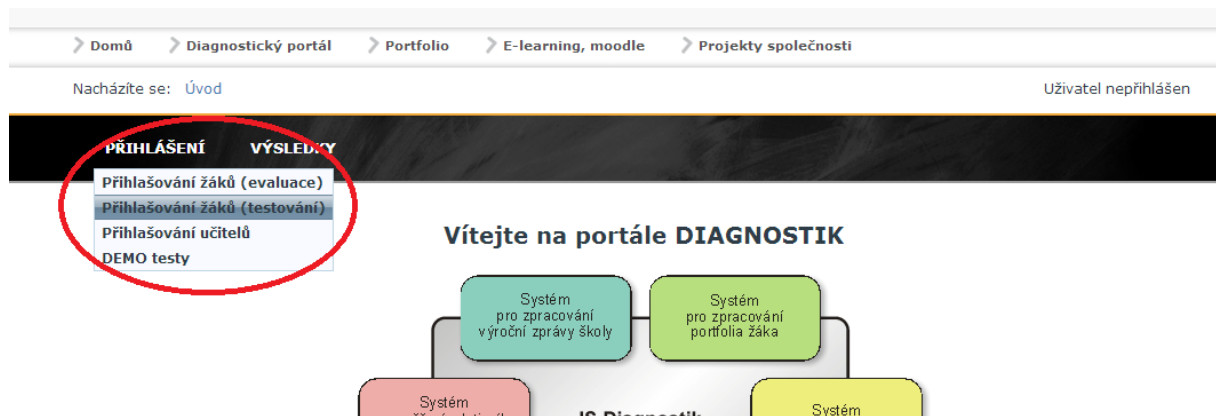 Domů Diagnostický portál Portfolio E-learning, moodle Projekty společnosti
Nacházíte se: Úvod Uživatel nepřihlášen
PŘIHLÁŠENÍ VÝSLEDKY
Přihlašování žáků (evaluace)
Přihlašování žáků (testování)
Přihlašování učitelů
DEMO testy
Vítejte na portále DIAGNOSTIK
Systém
pro zpracování
výroční zprávy školy
Systém
pro zpracování
portfolia žáka
Systém
Systém